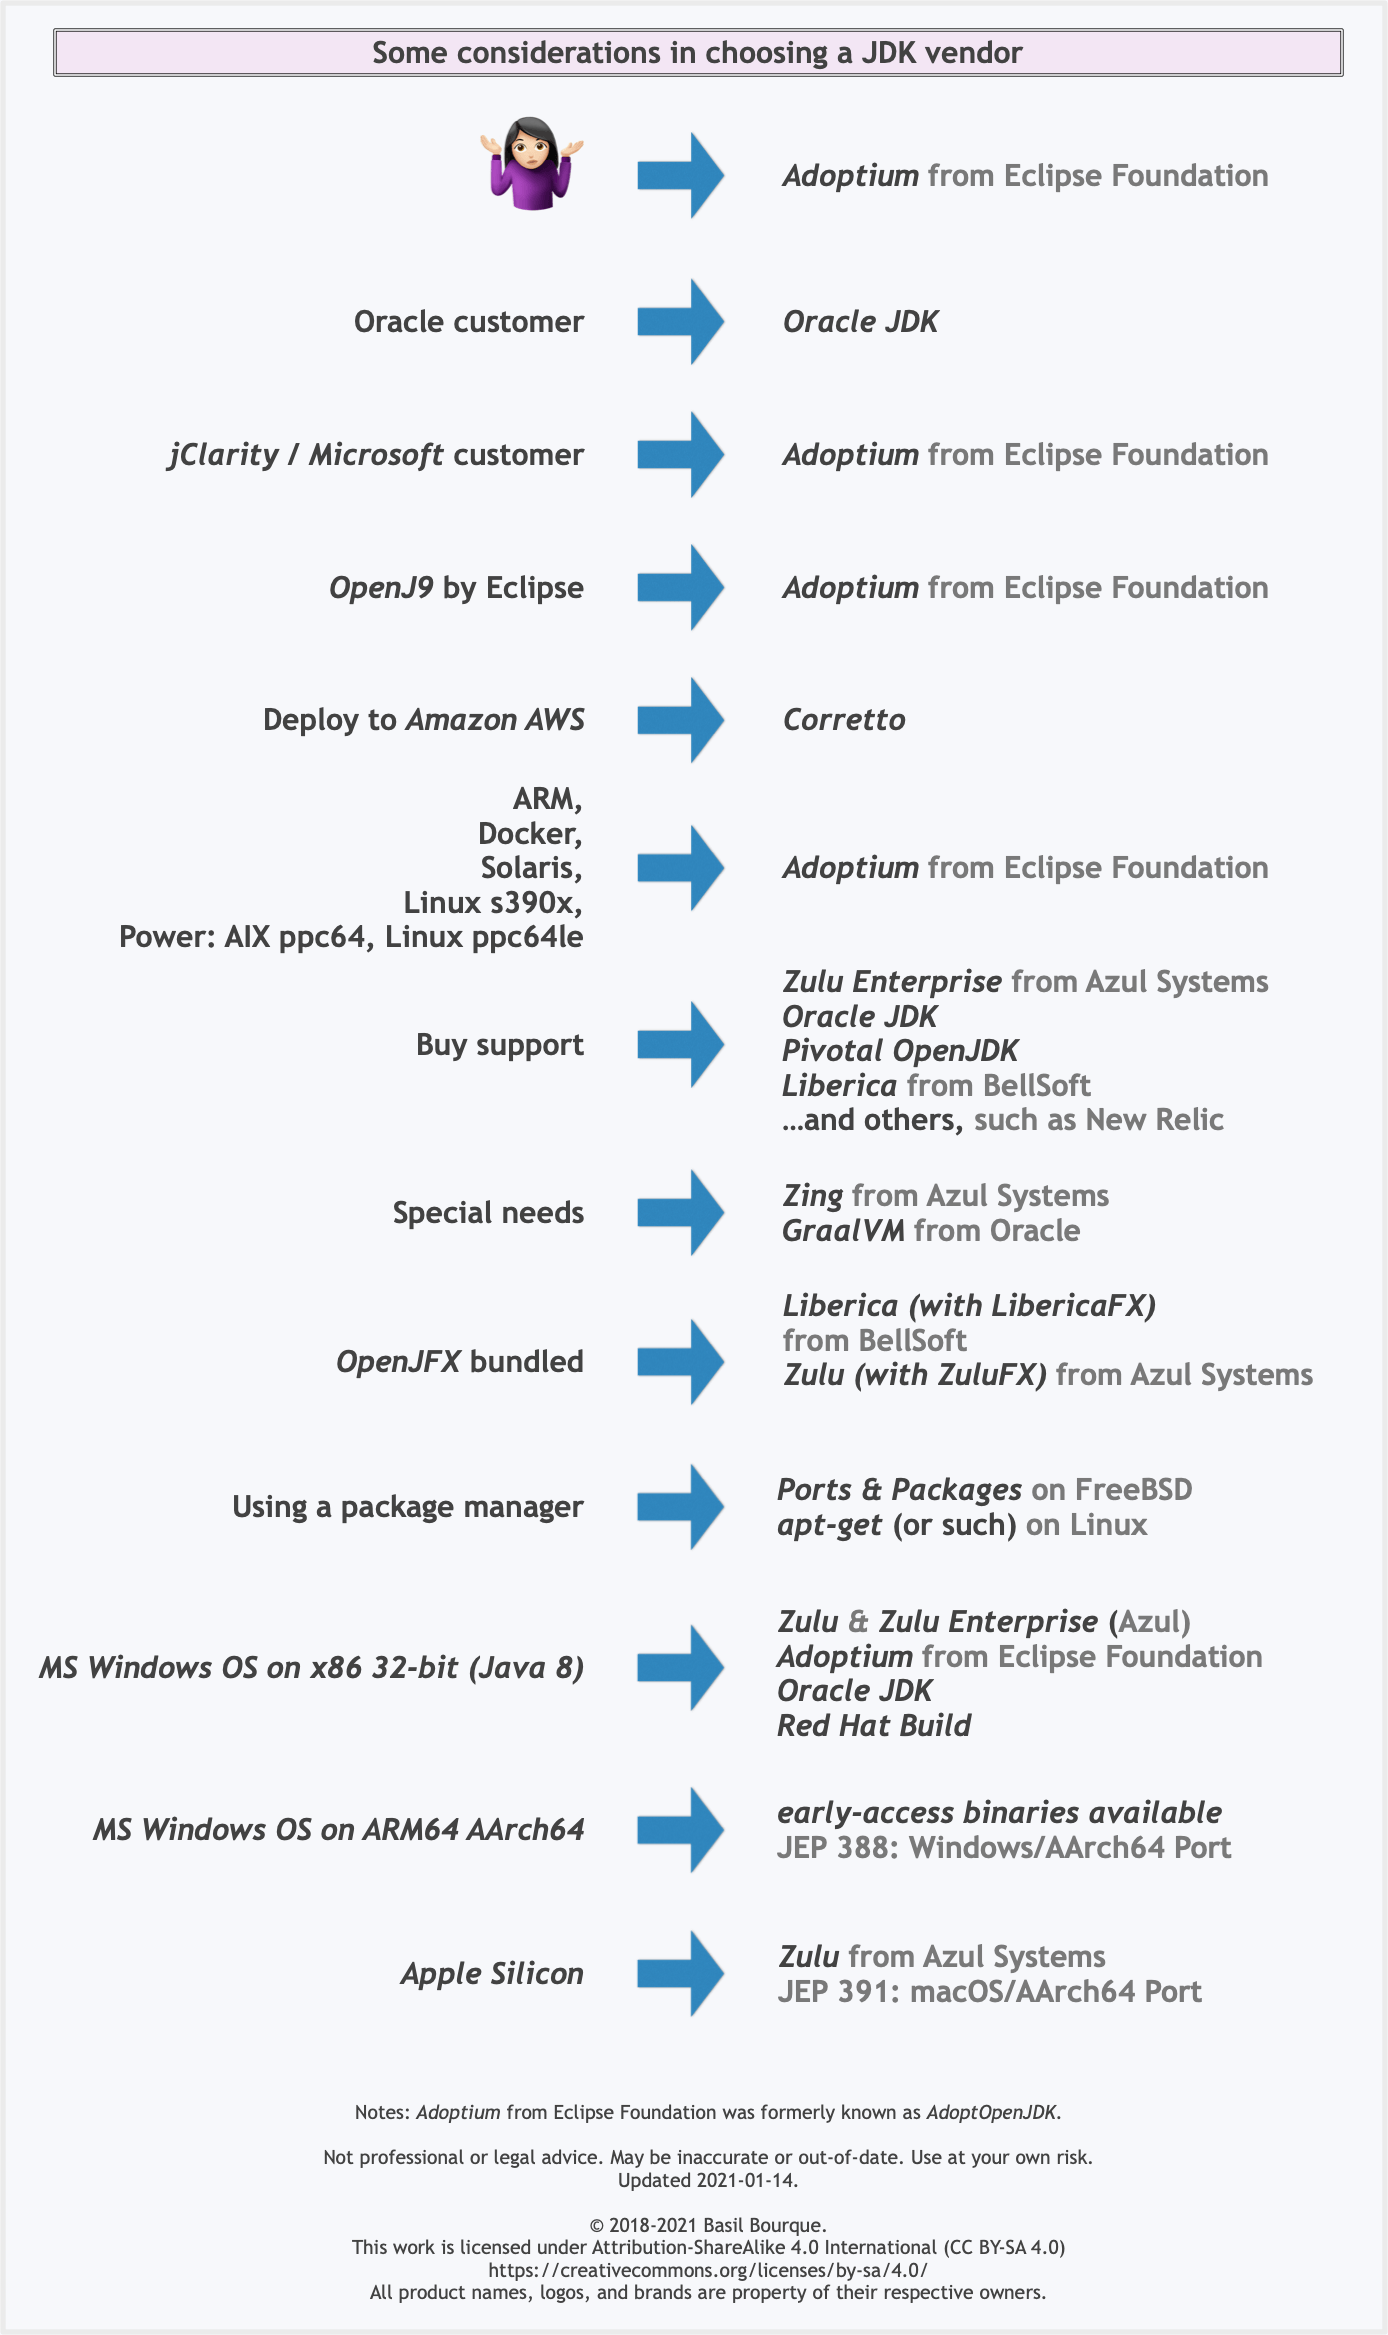 Some considerations in choosing a JDK vendor
Adoptium from Eclipse Foundation
Oracle customer
Oracle JDK
jClarity / Microsoft customer
Adoptium from Eclipse Foundation
OpenJ9 by Eclipse
Adoptium from Eclipse Foundation
Deploy to Amazon AWS
Corretto
ARM,
Docker,
Solaris,
Linux s390x,
Power: AIX ppc64, Linux ppc64le
Adoptium from Eclipse Foundation
Buy support
Zulu Enterprise from Azul Systems
Oracle JDK
Pivotal OpenJDK
Liberica from BellSoft
…and others, such as New Relic
Special needs
Zing from Azul Systems
GraalVM from Oracle
OpenJFX bundled
Liberica (with LibericaFX)
from BellSoft
Zulu (with ZuluFX) from Azul Systems
Using a package manager
Ports & Packages on FreeBSD
apt-get (or such) on Linux
MS Windows OS on x86 32-bit (Java 8)
Zulu & Zulu Enterprise (Azul)
Adoptium from Eclipse Foundation
Oracle JDK
Red Hat Build
MS Windows OS on ARM64 AArch64
early-access binaries available
JEP 388: Windows/AArch64 Port
Apple Silicon
Zulu from Azul Systems
JEP 391: macOS/AArch64 Port
Notes: Adoptium from Eclipse Foundation was formerly known as AdoptOpenJDK.
Not professional or legal advice. May be inaccurate or out-of-date. Use at your own risk.
Updated 2021-01-14.
© 2018-2021 Basil Bourque.
This work is licensed under Attribution-ShareAlike 4.0 International (CC BY-SA 4.0)
https://creativecommons.org/licenses/by-sa/4.0/
All product names, logos, and brands are property of their respective owners.